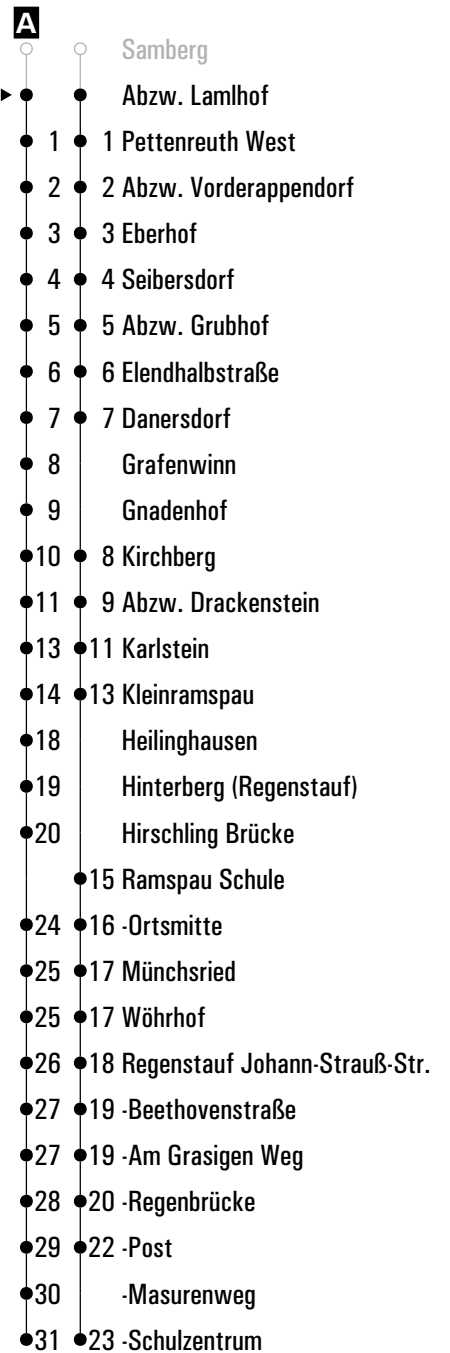 A
Samberg
Abzw. Lamlhof
1 1 Pettenreuth West
2 2 Abzw. Vorderappendorf
3 3 Eberhof
4 4 Seibersdorf
5 5 Abzw. Grubhof
6 6 Elendhalbstraße
7 7 Danersdorf
8 Grafenwinn
9 Gnadenhof
10 8 Kirchberg
11 9 Abzw. Drackenstein
13 11 Karlstein
14 13 Kleinramspau
18 Heilinghausen
19 Hinterberg (Regenstauf)
20 Hirschling Brücke
15 Ramspau Schule
24 16 -Ortsmitte
25 17 Münchsried
25 17 Wöhrhof
26 18 Regenstauf Johann-Strauß-Str.
27 19 -Beethovenstraße
27 19 -Am Grasigen Weg
28 20 -Regenbrücke
29 22 -Post
30 -Masurenweg
31 23 -Schulzentrum